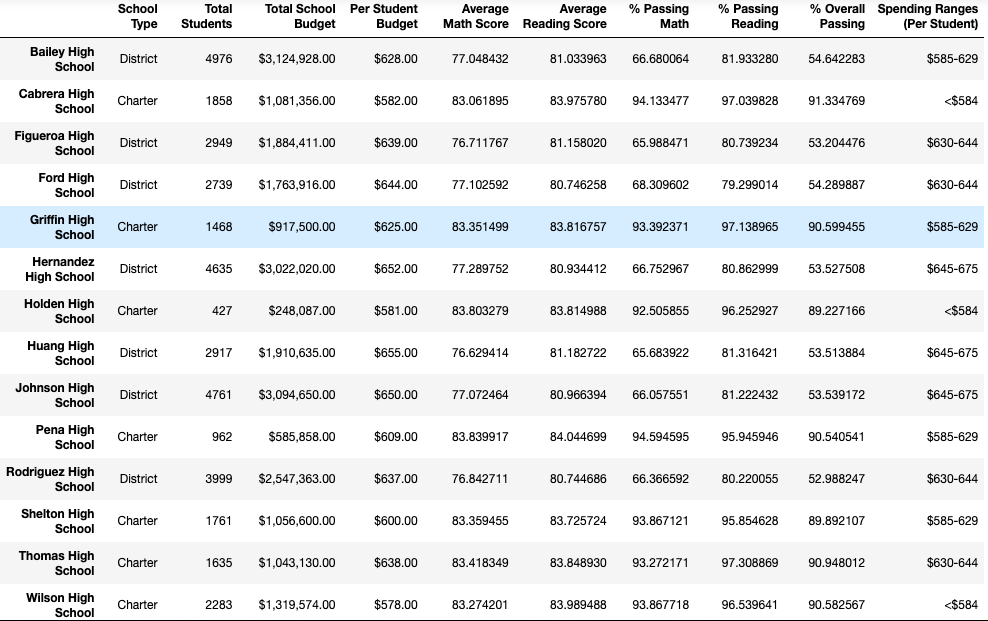 School Type Total Students Total School Budget Per Student Budget Average Math Score Average Reading Score % Passing Math % Passing Reading % Overall Passing Spending Ranges (Per Student)
Bailey High School District 4976 $3,124,928.00 $628.00 77.048432 81.033963 66.680064 81.933280 54.642283 $585-629
Cabrera High School Charter 1858 $1,081,356.00 $582.00 83.061895 83.975780 94.133477 97.039828 91.334769 <$584
Figueroa High School District 2949 $1,884,411.00 $639.00 76.711767 81.158020 65.988471 80.739234 53.204476 $630-644
Ford High School District 2739 $1,763,916.00 $644.00 77.102592 80.746258 68.309602 79.299014 54.289887 $630-644
Griffin High School Charter 1468 $917,500.00 $625.00 83.351499 83.816757 93.392371 97.138965 90.599455 $585-629
Hernandez High School District 4635 $3,022,020.00 $652.00 77.289752 80.934412 66.752967 80.862999 53.527508 $645-675
Holden High School Charter 427 $248,087.00 $581.00 83.803279 83.814988 92.505855 96.252927 89.227166 <$584
Huang High School District 2917 $1,910,635.00 $655.00 76.629414 81.182722 65.683922 81.316421 53.513884 $645-675
Johnson High School District 4761 $3,094,650.00 $650.00 77.072464 80.966394 66.057551 81.222432 53.539172 $645-675
Pena High School Charter 962 $585,858.00 $609.00 83.839917 84.044699 94.594595 95.945946 90.540541 $585-629
Rodriguez High School District 3999 $2,547,363.00 $637.00 76.842711 80.744686 66.366592 80.220055 52.988247 $630-644
Shelton High School Charter 1761 $1,056,600.00 $600.00 83.359455 83.725724 93.867121 95.854628 89.892107 $585-629
Thomas High School Charter 1635 $1,043,130.00 $638.00 83.418349 83.848930 93.272171 97.308869 90.948012 $630-644
Wilson High School Charter 2283 $1,319,574.00 $578.00 83.274201 83.989488 93.867718 96.539641 90.582567 <$584